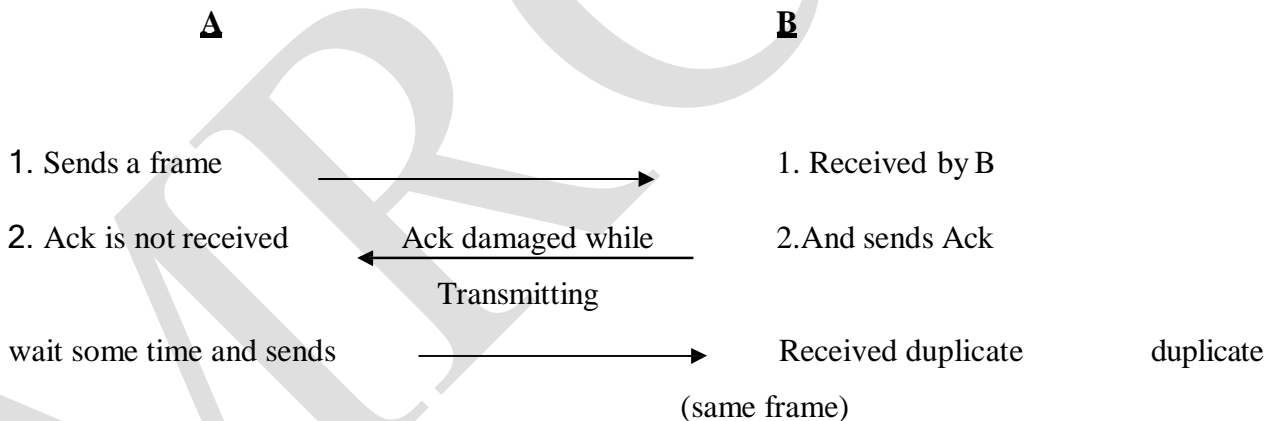 A B
1. Sends a frame 1. Received by B
2. Ack is not received Ack damaged while 2.And sends Ack
Transmitting
wait some time and sends Received duplicate duplicate
(same frame)